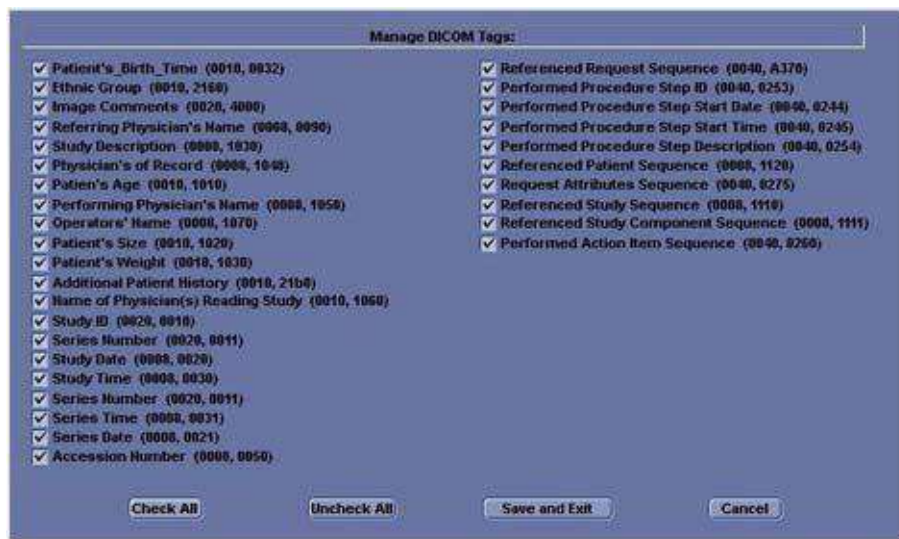 Manage DICOM Tags:
Patient's_Birth_Time (0010, 0032)
Ethnic Group (0010, 2160)
Image Comments (0020, 4000)
Referring Physician's Name (0008, 0090)
Study Description (0008, 1030)
Physician's of Record (0008, 1048)
Patien's Age (0010, 1010)
Performing Physician's Name (0008, 1050)
Operators' Name (0008, 1070)
Patient's Size (0010, 1020)
Patient's Weight (0010, 1030)
Additional Patient History (0010, 21b0)
Name of Physician(s) Reading Study (0010, 1060)
Study ID (0020, 0010)
Series Number (0020, 0011)
Study Date (0008, 0020)
Study Time (0008, 0030)
Series Number (0020, 0011)
Series Time (0008, 0031)
Series Date (0008, 0021)
Accession Number (0008, 0050)
Referenced Request Sequence (0040, A370)
Performed Procedure Step ID (0040, 0253)
Performed Procedure Step Start Date (0040, 0244)
Performed Procedure Step Start Time (0040, 0245)
Performed Procedure Step Description (0040, 0254)
Referenced Patient Sequence (0008, 1120)
Request Attributes Sequence (0040, 0275)
Referenced Study Sequence (0008, 1110)
Referenced Study Component Sequence (0008, 1111)
Performed Action Item Sequence (0040, 0260)
Check All
Uncheck All
Save and Exit
Cancel